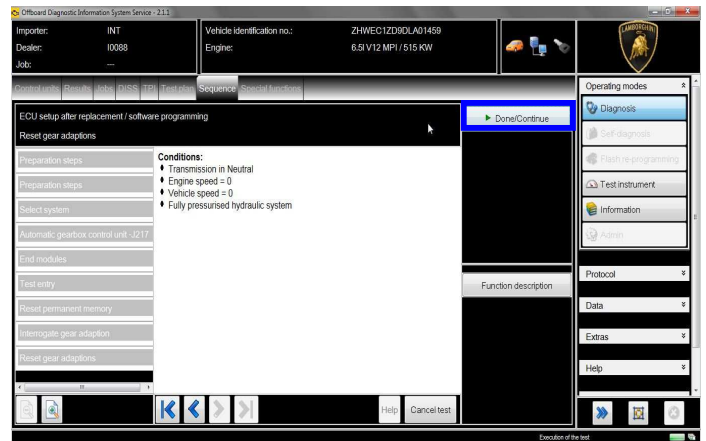 Offboard Diagnostic Information System Service - 2.1.1
Importer: INT
Dealer: I0088
Job: ---
Vehicle identification no.: ZHWEC1ZD9DLA01459
Engine: 6.5l V12 MPI / 515 KW
LAMBORGHINI
Control units Results Jobs DISS TPI Test plan Sequence Special functions
ECU setup after replacement / software programming
Reset gear adaptions
Preparation steps
Preparation steps
Select system
Automatic gearbox control unit -J217
End modules
Test entry
Reset permanent memory
Interrogate gear adaption
Reset gear adaptions
Conditions:
Transmission in Neutral
Engine speed = 0
Vehicle speed = 0
Fully pressurised hydraulic system
Done/Continue
Function description
Help
Cancel test
Operating modes
Diagnosis
Self-diagnosis
Flash re-programming
Test instrument
Information
Admin
Protocol
Data
Extras
Help
Execution of the test